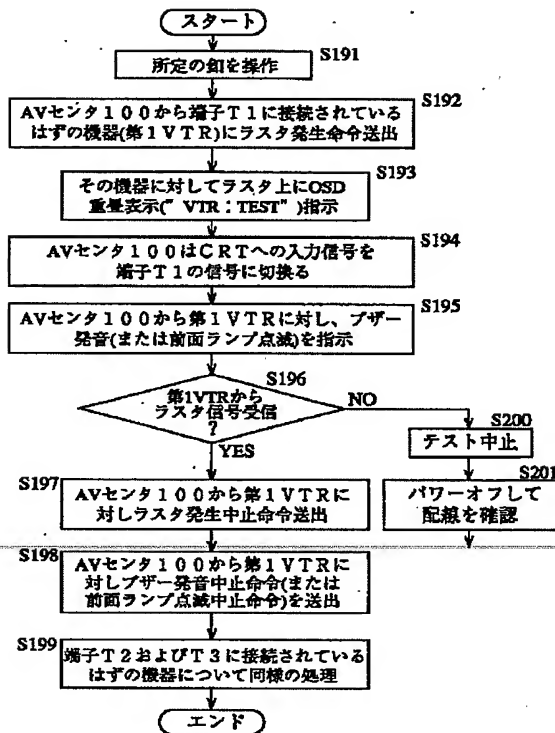 スタート
S191
所定の釦を操作
S192
AVセンタ100から端子T1に接続されている
はずの機器(第1VTR)にラスタ発生命令送出
S193
その機器に対してラスタ上にOSD
重畳表示("VTR:TEST")指示
S194
AVセンタ100はCRTへの入力信号を
端子T1の信号に切換る
S195
AVセンタ100から第1VTRに対し、ブザー
発音(または前面ランプ点滅)を指示
S196
第1VTRから
ラスタ信号受信
?
NO
YES
S200
テスト中止
S201
パワーオフして
配線を確認
S197
AVセンタ100から第1VTRに
対しラスタ発生中止命令送出
S198
AVセンタ100から第1VTRに
対しブザー発音中止命令(または
前面ランプ点滅中止命令)を送出
S199
端子T2およびT3に接続されている
はずの機器について同様の処理
エンド